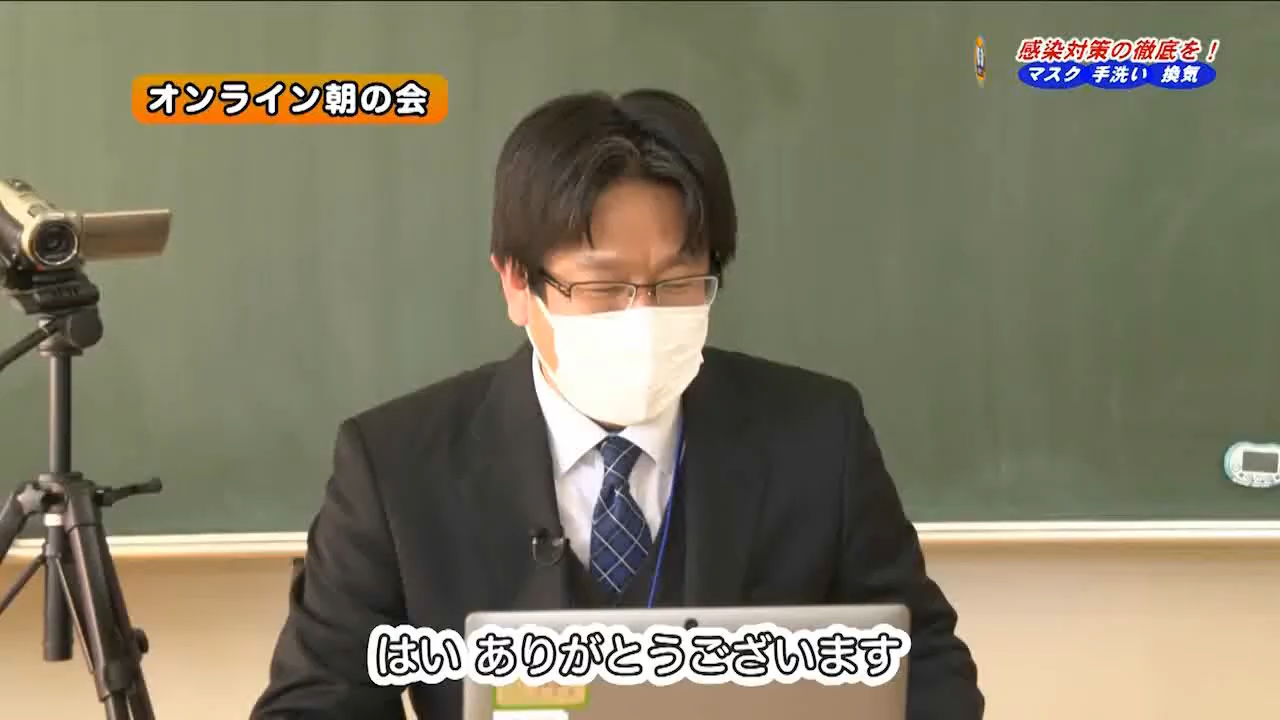 オンライン朝の会
感染対策の徹底を！
マスク 手洗い 換気
はい ありがとうございます